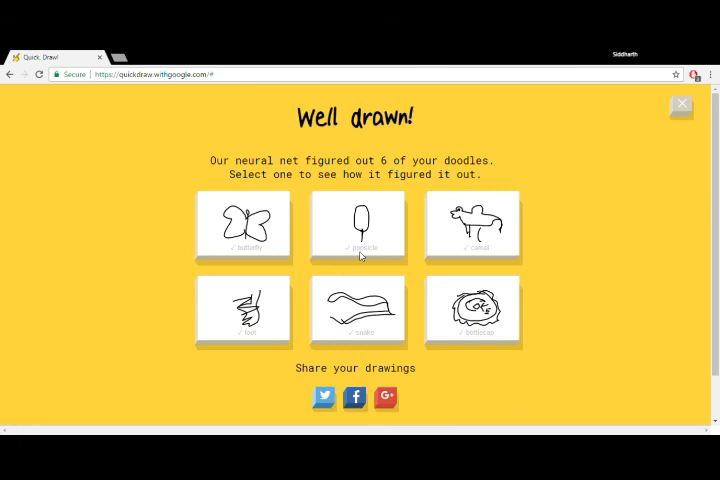 Siddharth
Quick, Draw!
Secure
https://quickdraw.withgoogle.com/#
Well drawn!
Our neural net figured out 6 of your doodles.
Select one to see how it figured it out.
✓ butterfly
✓ popsicle
✓ camel
✓ foot
✓ snake
✓ bottlecap
Share your drawings
G+